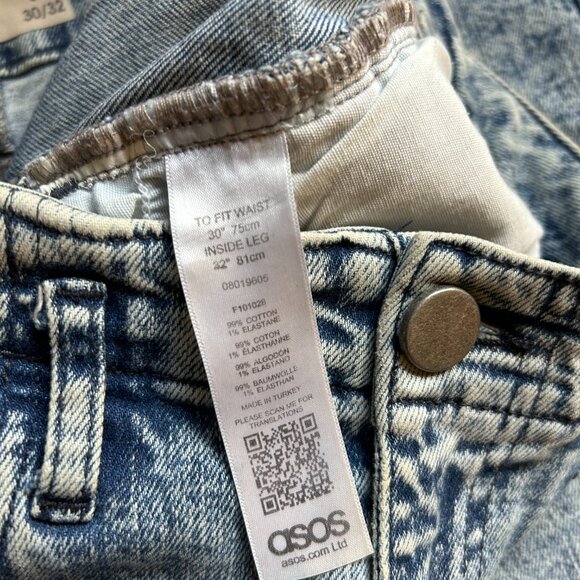 30/32
TO FIT WAIST
30" 75cm
INSIDE LEG
32" 81cm
08019605
F101028
99% COTTON
1% ELASTANE
99% COTON
1% ELASTHANNE
99% ALGODÓN
1% ELASTANO
99% BAUMWOLLE
1% ELASTHAN
MADE IN TURKEY
PLEASE SCAN ME FOR
TRANSLATIONS
asos
asos.com Ltd